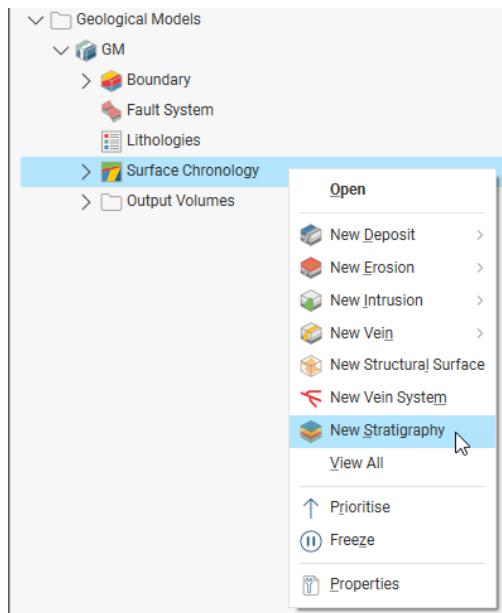 Geological Models
GM
Boundary
Fault System
Lithologies
Surface Chronology
Output Volumes
Open
New Deposit
New Erosion
New Intrusion
New Vein
New Structural Surface
New Vein System
New Stratigraphy
View All
Prioritise
Freeze
Properties